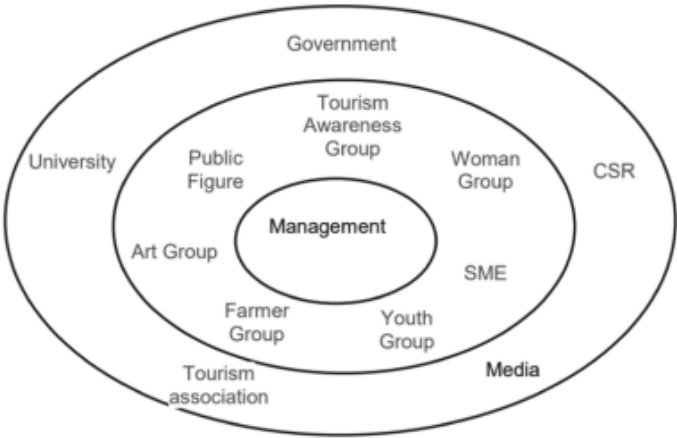 Government
Tourism
Awareness
Group
University
Public
Figure
Woman
Group
CSR
Management
Art Group
SME
Farmer
Group
Youth
Group
Tourism
association
Media